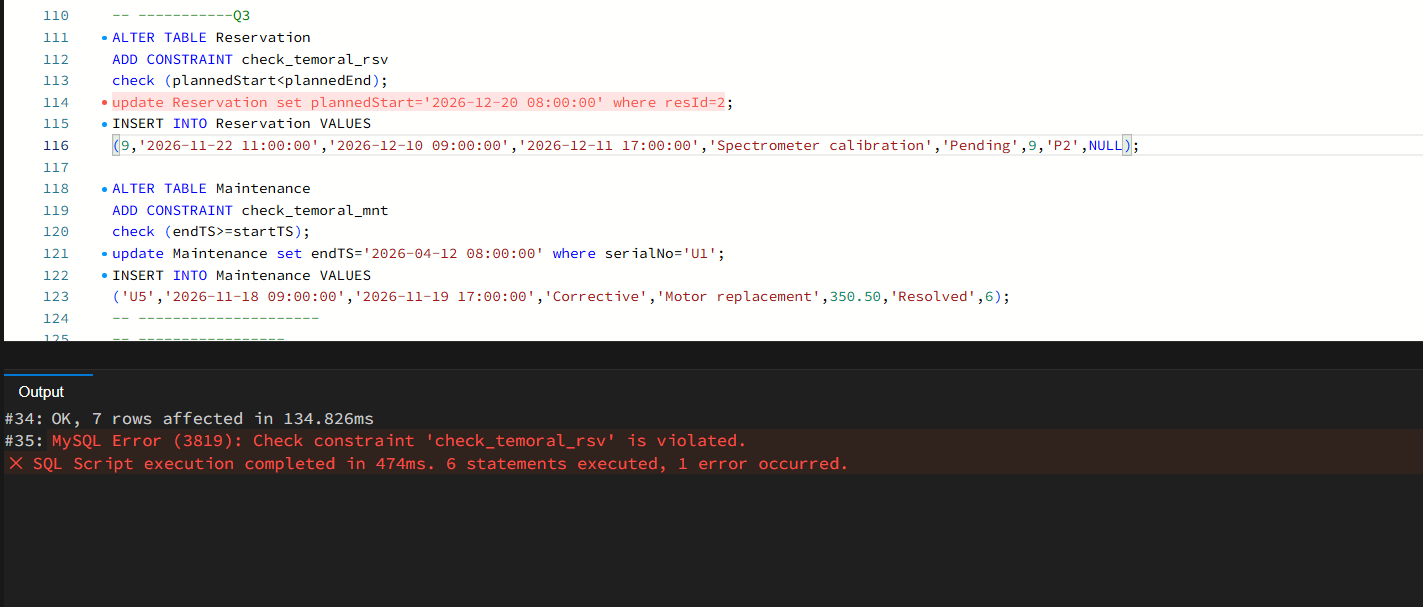 110 -- -----------Q3
111 ALTER TABLE Reservation
112 ADD CONSTRAINT check_temoral_rsv
113 check (plannedStart<plannedEnd);
114 update Reservation set plannedStart='2026-12-20 08:00:00' where resId=2;
115 INSERT INTO Reservation VALUES
116 (9,'2026-11-22 11:00:00','2026-12-10 09:00:00','2026-12-11 17:00:00','Spectrometer calibration','Pending',9,'P2',NULL);
117
118 ALTER TABLE Maintenance
119 ADD CONSTRAINT check_temoral_mnt
120 check (endTS>=startTS);
121 update Maintenance set endTS='2026-04-12 08:00:00' where serialNo='U1';
122 INSERT INTO Maintenance VALUES
123 ('U5','2026-11-18 09:00:00','2026-11-19 17:00:00','Corrective','Motor replacement',350.50,'Resolved',6);
124 -- ---------------------
125 -- -----------------
Output
#34: OK, 7 rows affected in 134.826ms
#35: MySQL Error (3819): Check constraint 'check_temoral_rsv' is violated.
✕ SQL Script execution completed in 474ms. 6 statements executed, 1 error occurred.